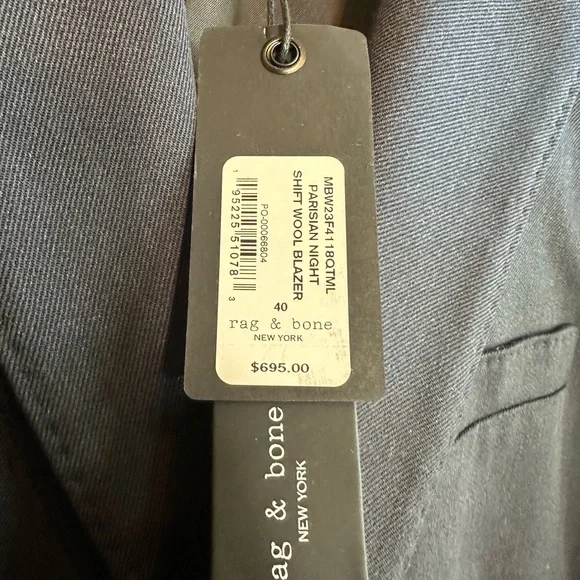 MBW23F4118QTML
PARISIAN NIGHT
SHIFT WOOL BLAZER
PO-00066804
1 95225 51078 3
40
rag & bone
NEW YORK
$695.00
rag & bone
NEW YORK